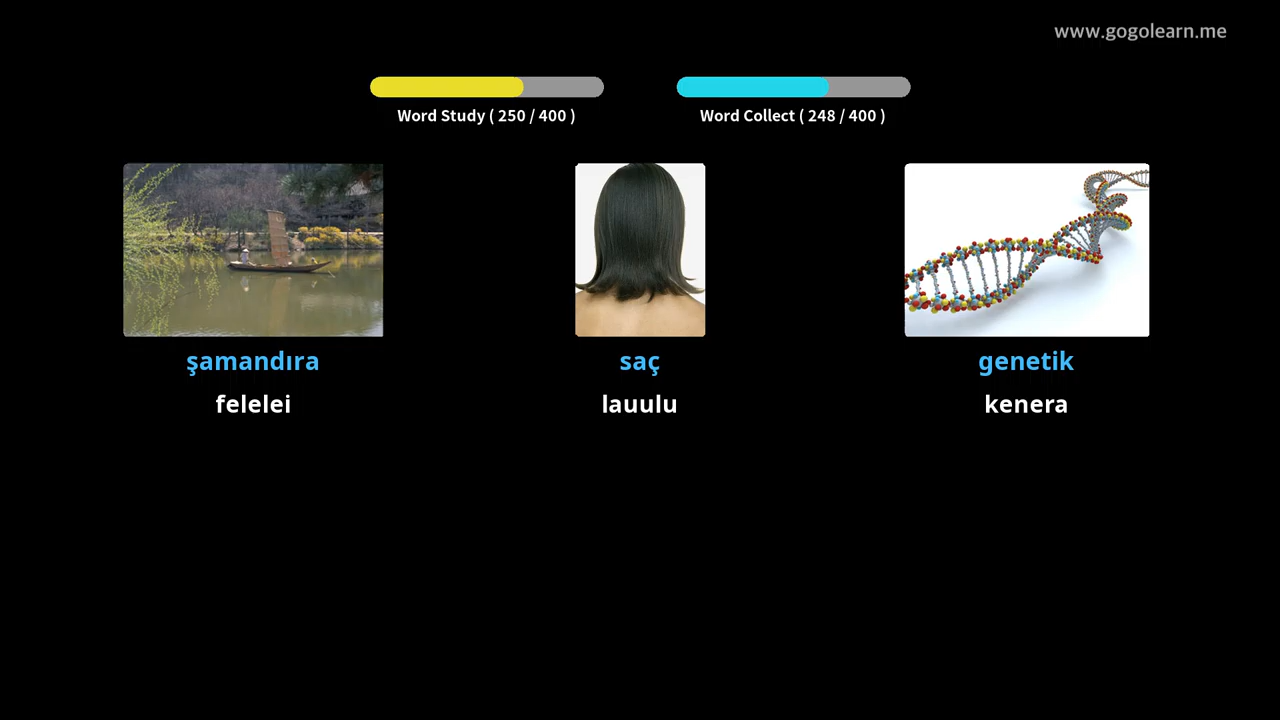 www.gogolearn.me
Word Study ( 250 / 400 )
Word Collect ( 248 / 400 )
şamandıra
felelei
saç
lauulu
genetik
kenera